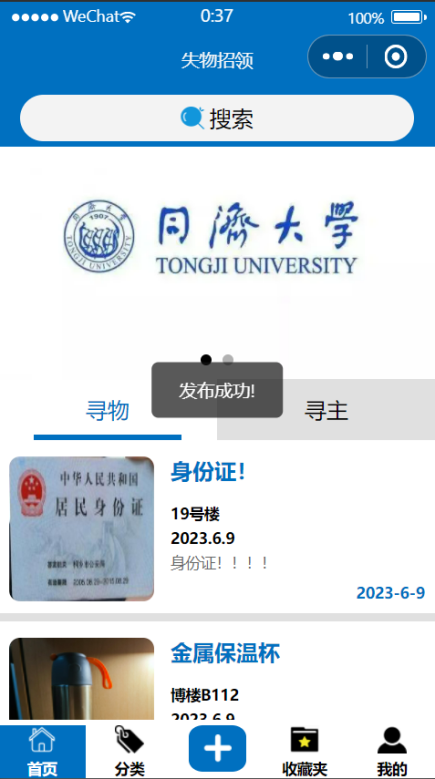 WeChat 0:37 100%
失物招领
搜索
1907
TONGJI UNIVERSITY
同濟大學
TONGJI UNIVERSITY
发布成功!
寻物 寻主
中华人民共和国
居民身份证
身份证！
19号楼
2023.6.9
身份证！！！！
2023-6-9
金属保温杯
博楼B112
2023.6.9
首页 分类 收藏夹 我的